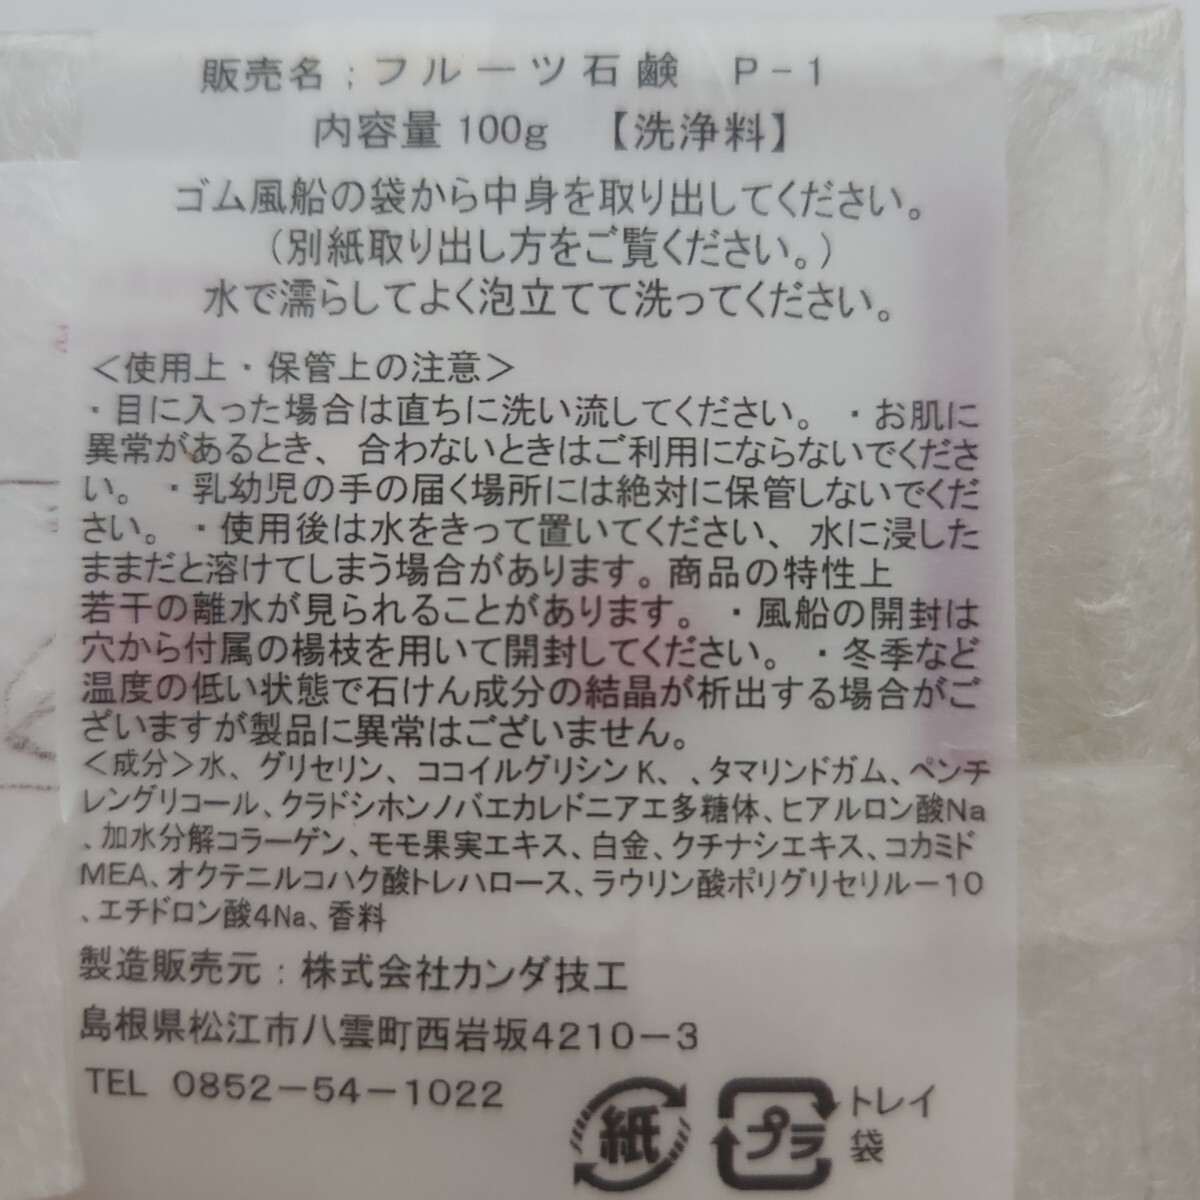 販売名；フルーツ石鹸　P-1
内容量 100g　【洗浄料】
ゴム風船の袋から中身を取り出してください。
（別紙取り出し方をご覧ください。）
水で濡らしてよく泡立てて洗ってください。
＜使用上・保管上の注意＞
・目に入った場合は直ちに洗い流してください。　・お肌に
異常があるとき、合わないときはご利用にならないでくださ
い。　・乳幼児の手の届く場所には絶対に保管しないでくだ
さい。　・使用後は水をきって置いてください、水に浸した
ままだと溶けてしまう場合があります。商品の特性上
若干の離水が見られることがあります。　・風船の開封は
穴から付属の楊枝を用いて開封してください。　・冬季など
温度の低い状態で石けん成分の結晶が析出する場合がご
ざいますが製品に異常はございません。
＜成分＞水、グリセリン、ココイルグリシンK、、タマリンドガム、ペンチ
レングリコール、クラドシホンノバエカレドニアエ多糖体、ヒアルロン酸Na
、加水分解コラーゲン、モモ果実エキス、白金、クチナシエキス、コカミド
MEA、オクテニルコハク酸トレハロース、ラウリン酸ポリグリセリル－10
、エチドロン酸4Na、香料
製造販売元：株式会社カンダ技工
島根県松江市八雲町西岩坂4210－3
TEL 0852－54－1022
紙 プラ トレイ
袋